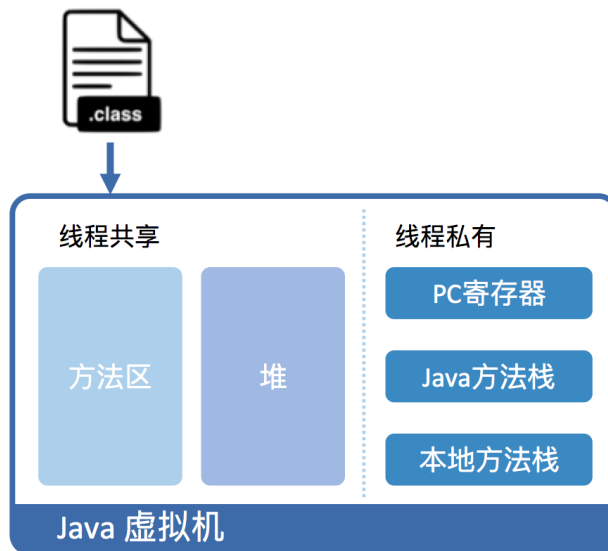 .class
线程共享
线程私有
方法区
堆
PC寄存器
Java方法栈
本地方法栈
Java 虚拟机